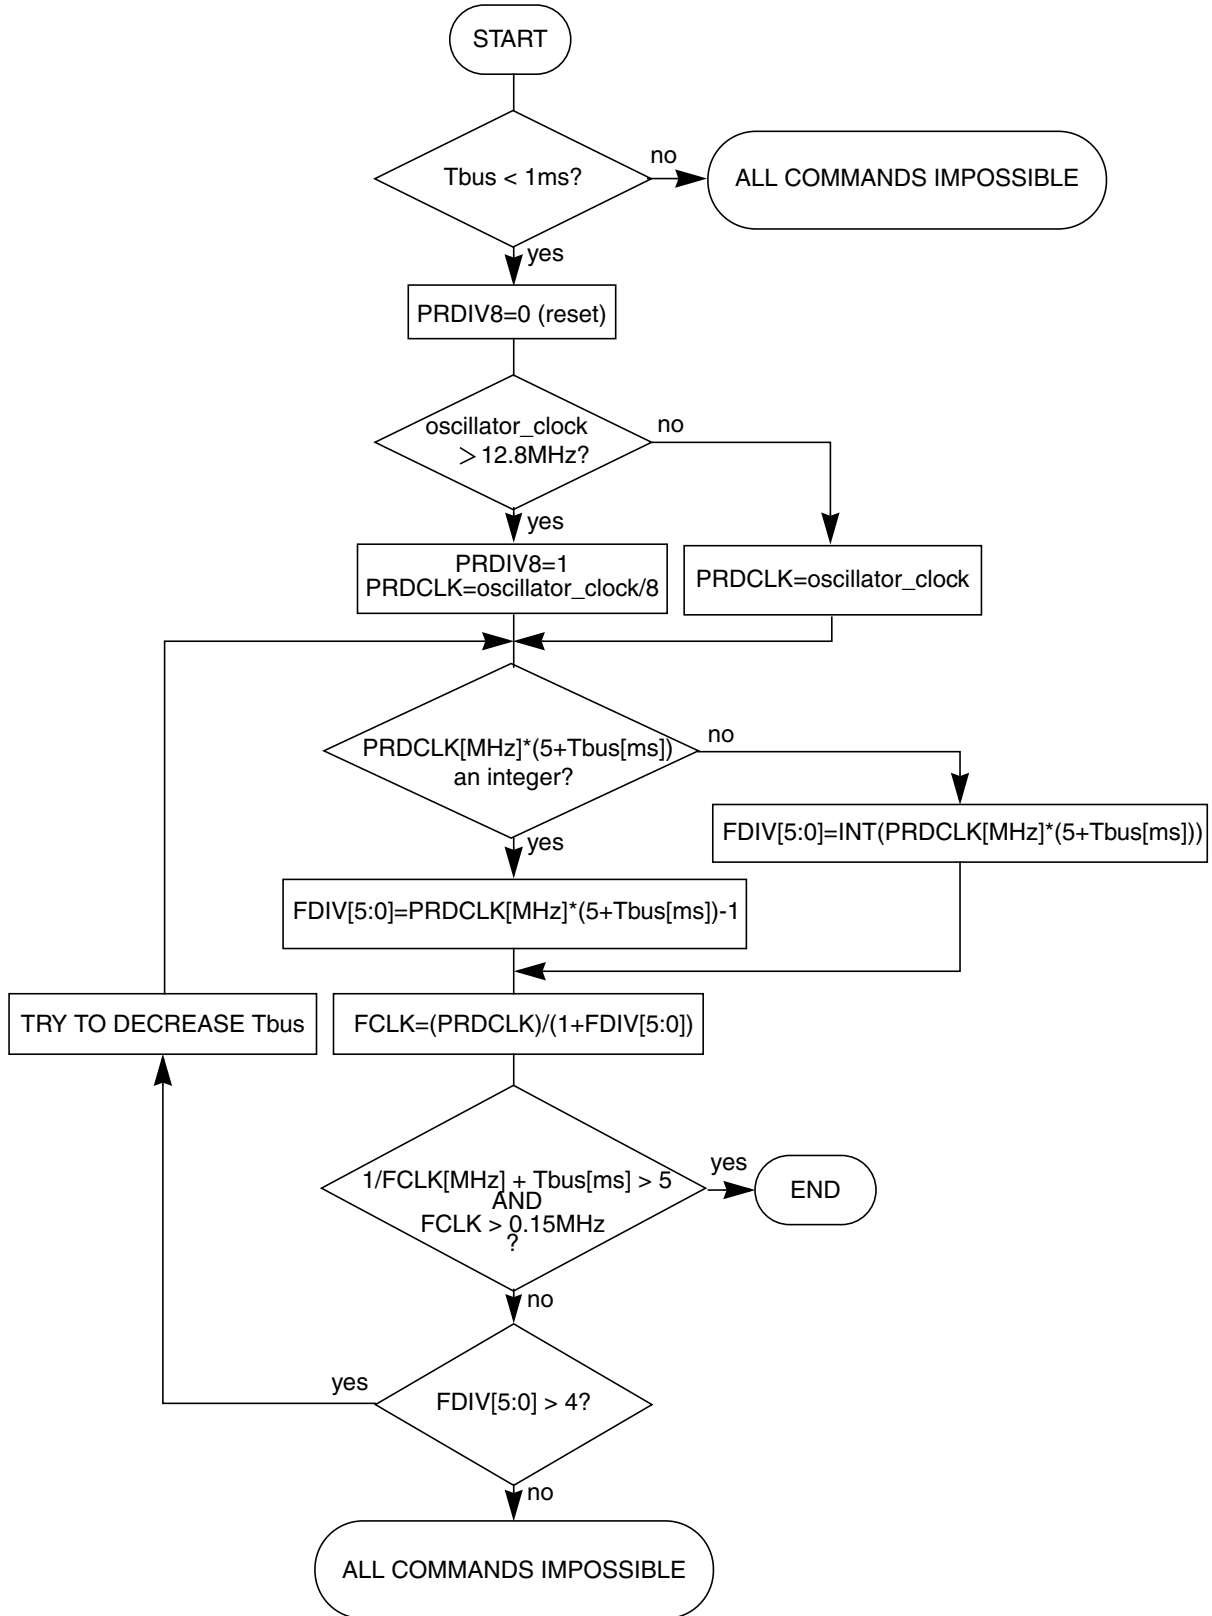 START
Tbus < 1ms?
no
ALL COMMANDS IMPOSSIBLE
yes
PRDIV8=0 (reset)
oscillator_clock
> 12.8MHz?
no
yes
PRDIV8=1
PRDCLK=oscillator_clock/8
PRDCLK=oscillator_clock
PRDCLK[MHz]*(5+Tbus[ms])
an integer?
no
yes
FDIV[5:0]=INT(PRDCLK[MHz]*(5+Tbus[ms]))
FDIV[5:0]=PRDCLK[MHz]*(5+Tbus[ms])-1
TRY TO DECREASE Tbus
FCLK=(PRDCLK)/(1+FDIV[5:0])
1/FCLK[MHz] + Tbus[ms] > 5
AND
FCLK > 0.15MHz
?
yes
END
no
FDIV[5:0] > 4?
yes
no
ALL COMMANDS IMPOSSIBLE